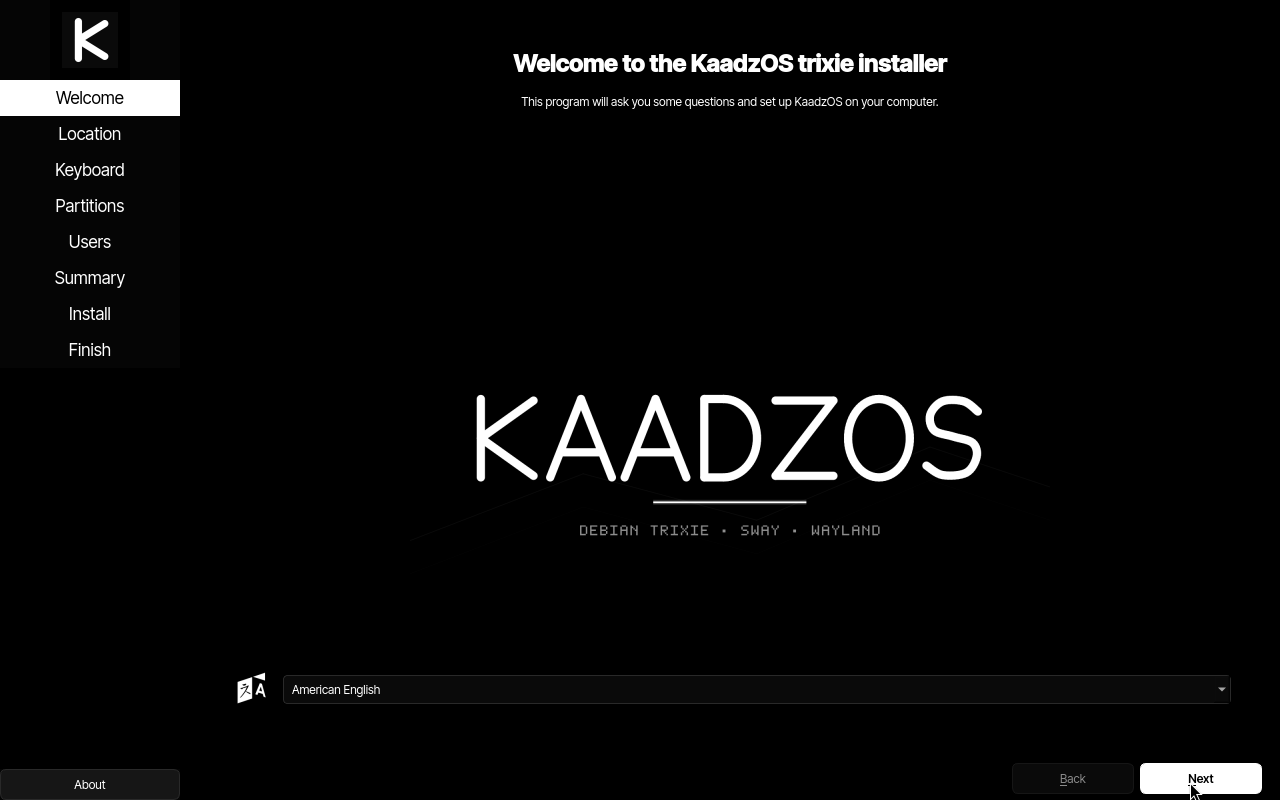 K
Welcome
Location
Keyboard
Partitions
Users
Summary
Install
Finish
About
Welcome to the KaadzOS trixie installer
This program will ask you some questions and set up KaadzOS on your computer.
KAADZOS
DEBIAN TRIXIE • SWAY • WAYLAND
American English
Back
Next